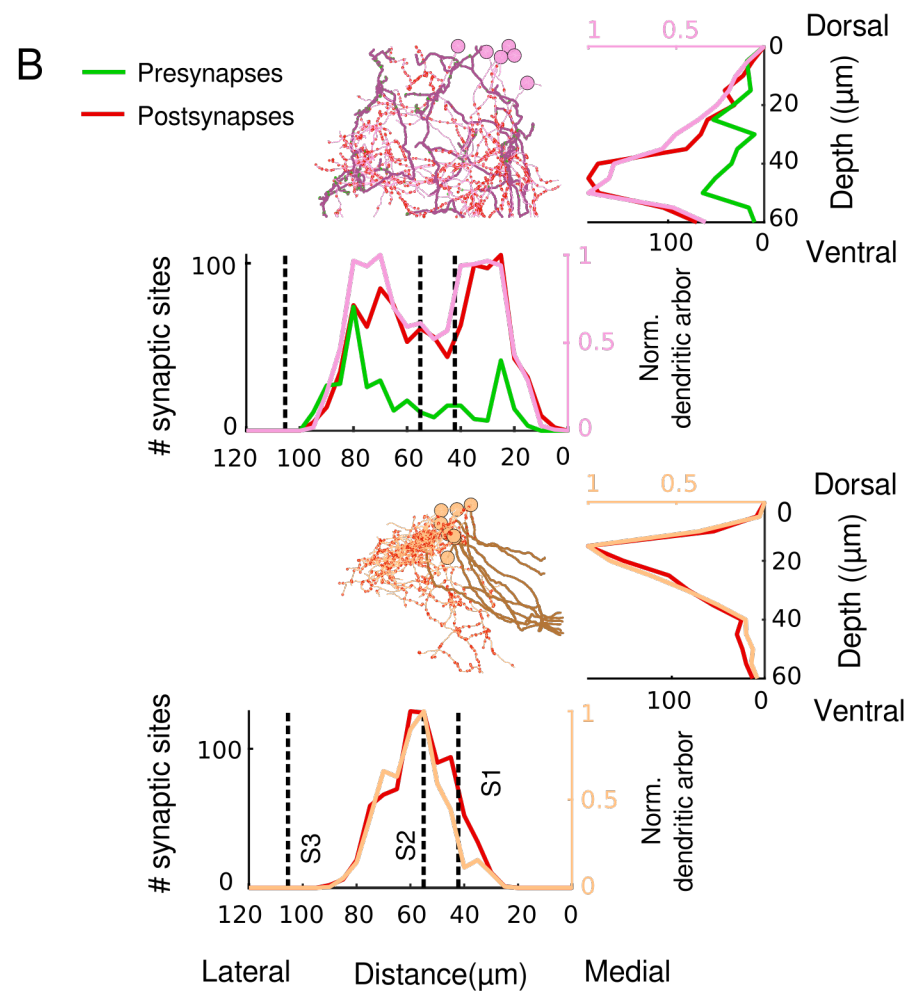 B
Presynapses
Postsynapses
1 0.5 Dorsal
0
20
40
60
Depth ((μm)
100 0
Ventral
# synaptic sites
100
0
1
0.5
0
Norm.
dendritic arbor
120 100 80 60 40 20 0
1 0.5 Dorsal
0
20
40
60
Depth ((μm)
100 0
Ventral
# synaptic sites
100
0
S3
S2
S1
1
0.5
0
Norm.
dendritic arbor
120 100 80 60 40 20 0
Lateral Distance(μm) Medial